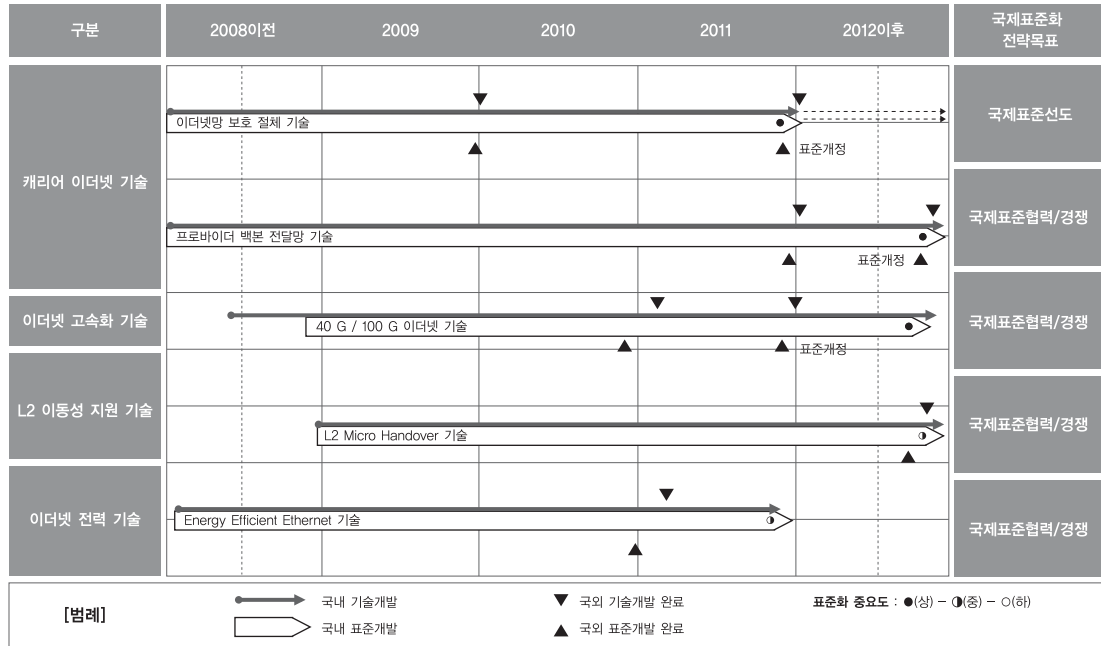 구분
2008이전
2009
2010
2011
2012이후
국제표준화
전략목표
캐리어 이더넷 기술
이더넷망 보호 절체 기술
표준개정
국제표준선도
프로바이더 백본 전달망 기술
표준개정
국제표준협력/경쟁
이더넷 고속화 기술
40 G / 100 G 이더넷 기술
표준개정
국제표준협력/경쟁
L2 이동성 지원 기술
L2 Micro Handover 기술
국제표준협력/경쟁
이더넷 전력 기술
Energy Efficient Ethernet 기술
국제표준협력/경쟁
[범례]
국내 기술개발
국외 기술개발 완료
표준화 중요도 : ●(상) – ◑(중) – ○(하)
국내 표준개발
국외 표준개발 완료